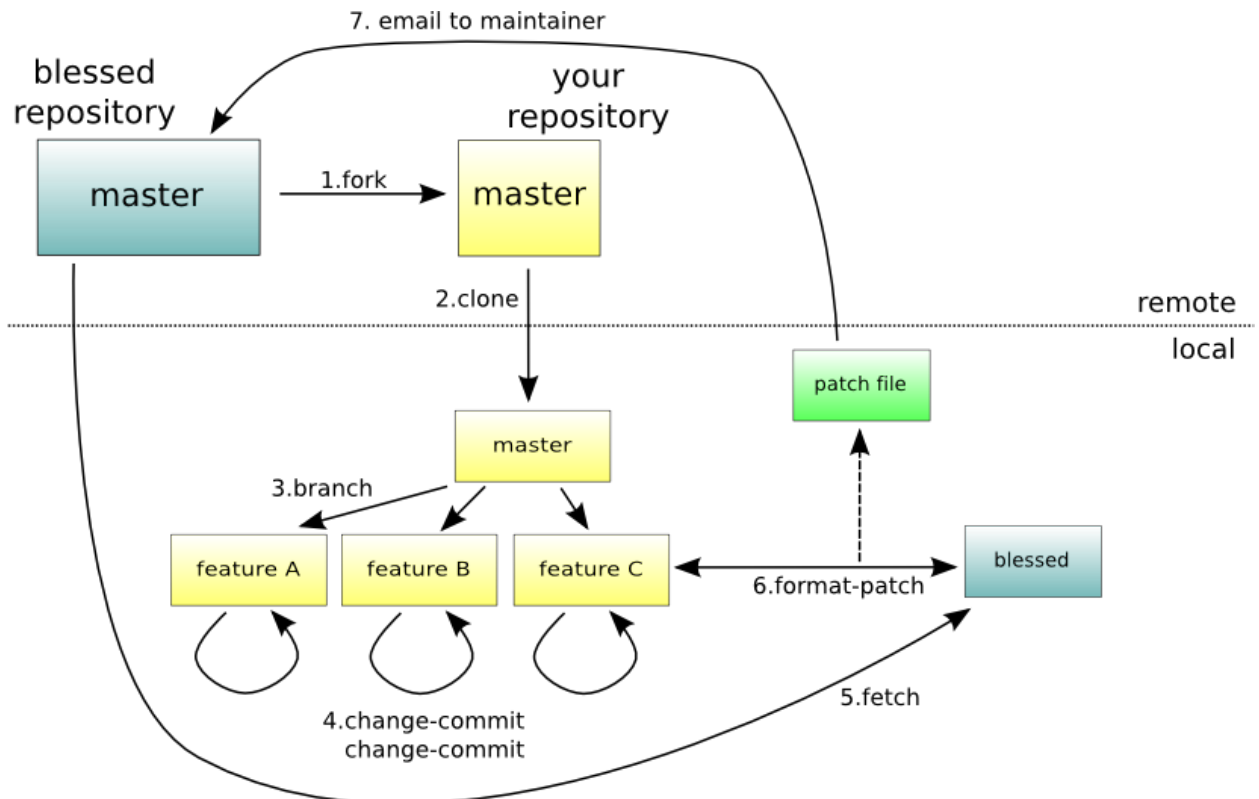 7. email to maintainer
blessed
repository
your
repository
master
1.fork
master
2.clone
remote
local
patch file
master
3.branch
feature A
feature B
feature C
6.format-patch
blessed
5.fetch
4.change-commit
change-commit